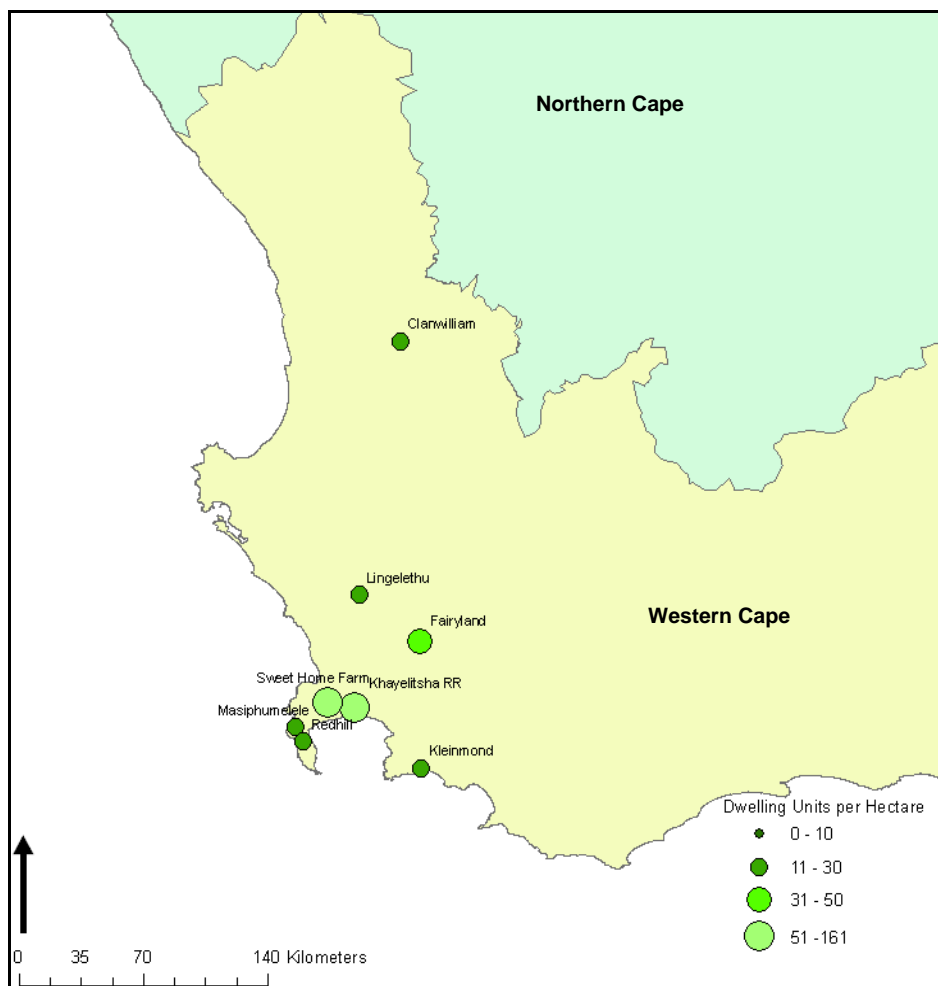 Northern Cape
Clanwilliam
Lingelethu
Western Cape
Fairyland
Sweet Home Farm
Khayelitsha RR
Masiphumelele
Redhill
Kleinmond
Dwelling Units per Hectare
0 - 10
11 - 30
31 - 50
51 -161
0 35 70 140 Kilometers